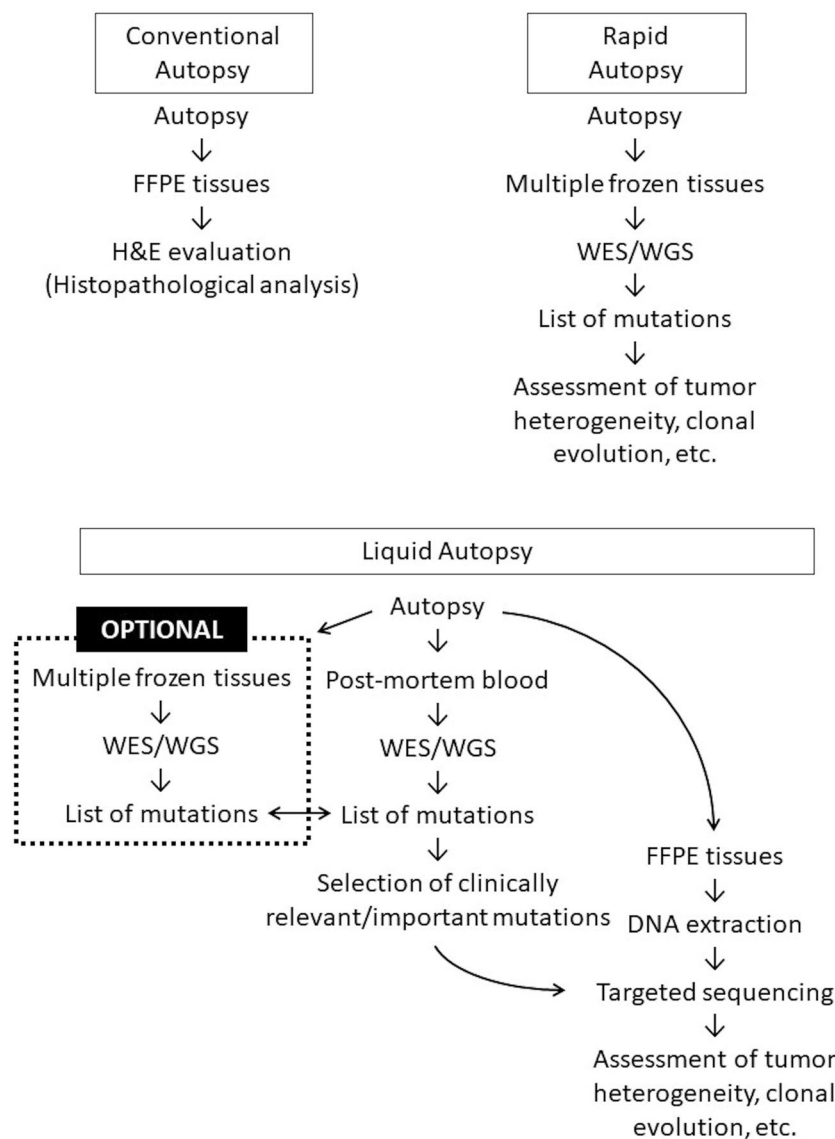 Conventional
Autopsy
Autopsy
FFPE tissues
H&E evaluation
(Histopathological analysis)
Rapid
Autopsy
Autopsy
Multiple frozen tissues
WES/WGS
List of mutations
Assessment of tumor
heterogeneity, clonal
evolution, etc.
Liquid Autopsy
Autopsy
OPTIONAL
Multiple frozen tissues
WES/WGS
List of mutations
Post-mortem blood
WES/WGS
List of mutations
Selection of clinically
relevant/important mutations
FFPE tissues
DNA extraction
Targeted sequencing
Assessment of tumor
heterogeneity, clonal
evolution, etc.